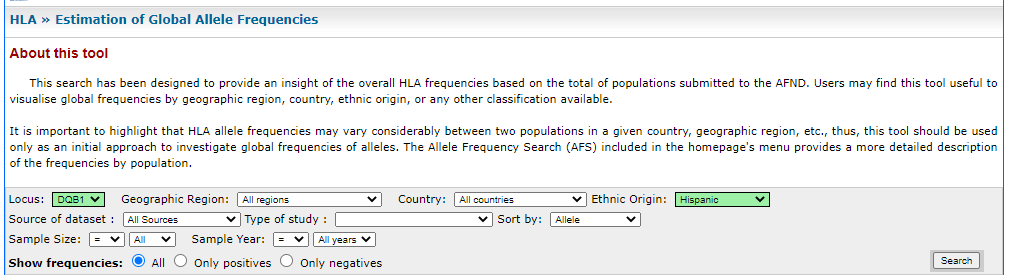 HLA » Estimation of Global Allele Frequencies
About this tool
This search has been designed to provide an insight of the overall HLA frequencies based on the total of populations submitted to the AFND. Users may find this tool useful to
visualise global frequencies by geographic region, country, ethnic origin, or any other classification available.
It is important to highlight that HLA allele frequencies may vary considerably between two populations in a given country, geographic region, etc., thus, this tool should be used
only as an initial approach to investigate global frequencies of alleles. The Allele Frequency Search (AFS) included in the homepage's menu provides a more detailed description
of the frequencies by population.
Locus: DQB1 Geographic Region: All regions Country: All countries Ethnic Origin: Hispanic
Source of dataset : All Sources Type of study : Sort by: Allele
Sample Size: = All Sample Year: = All years
Show frequencies: All Only positives Only negatives Search